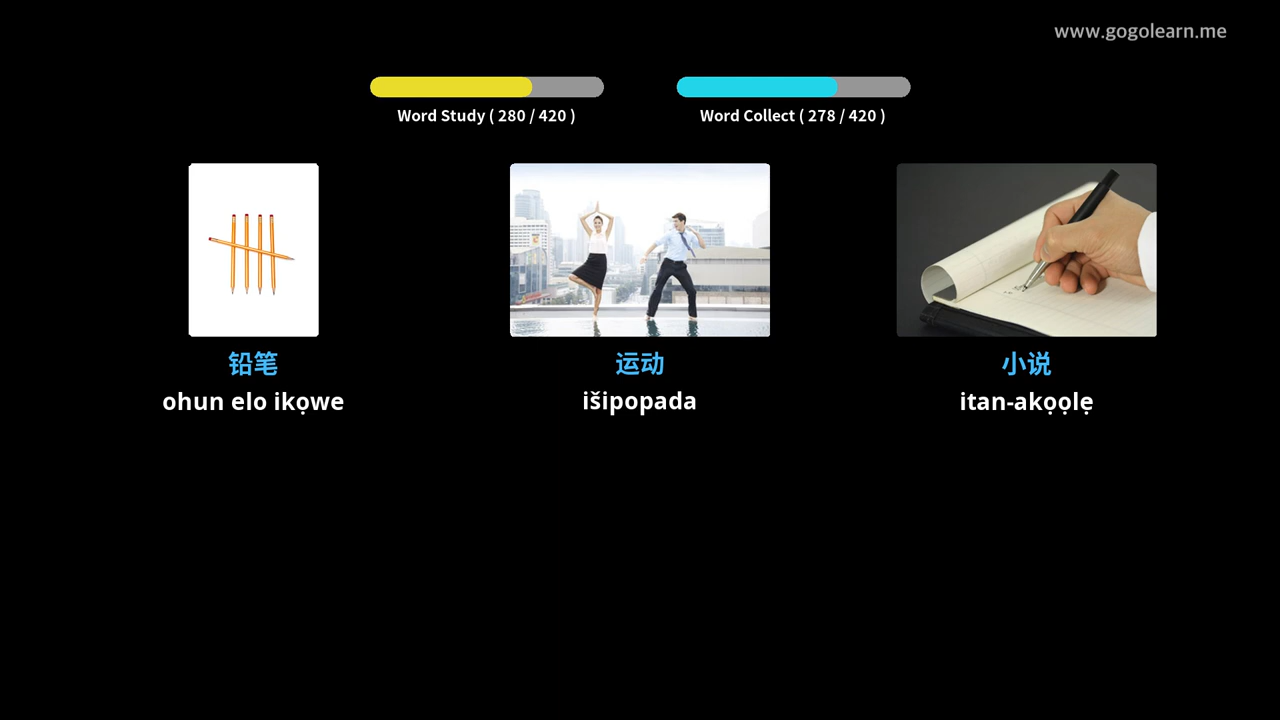 www.gogolearn.me
Word Study ( 280 / 420 )
Word Collect ( 278 / 420 )
铅笔
ohun elo ikọwe
运动
išipopada
小说
itan-akọọlẹ